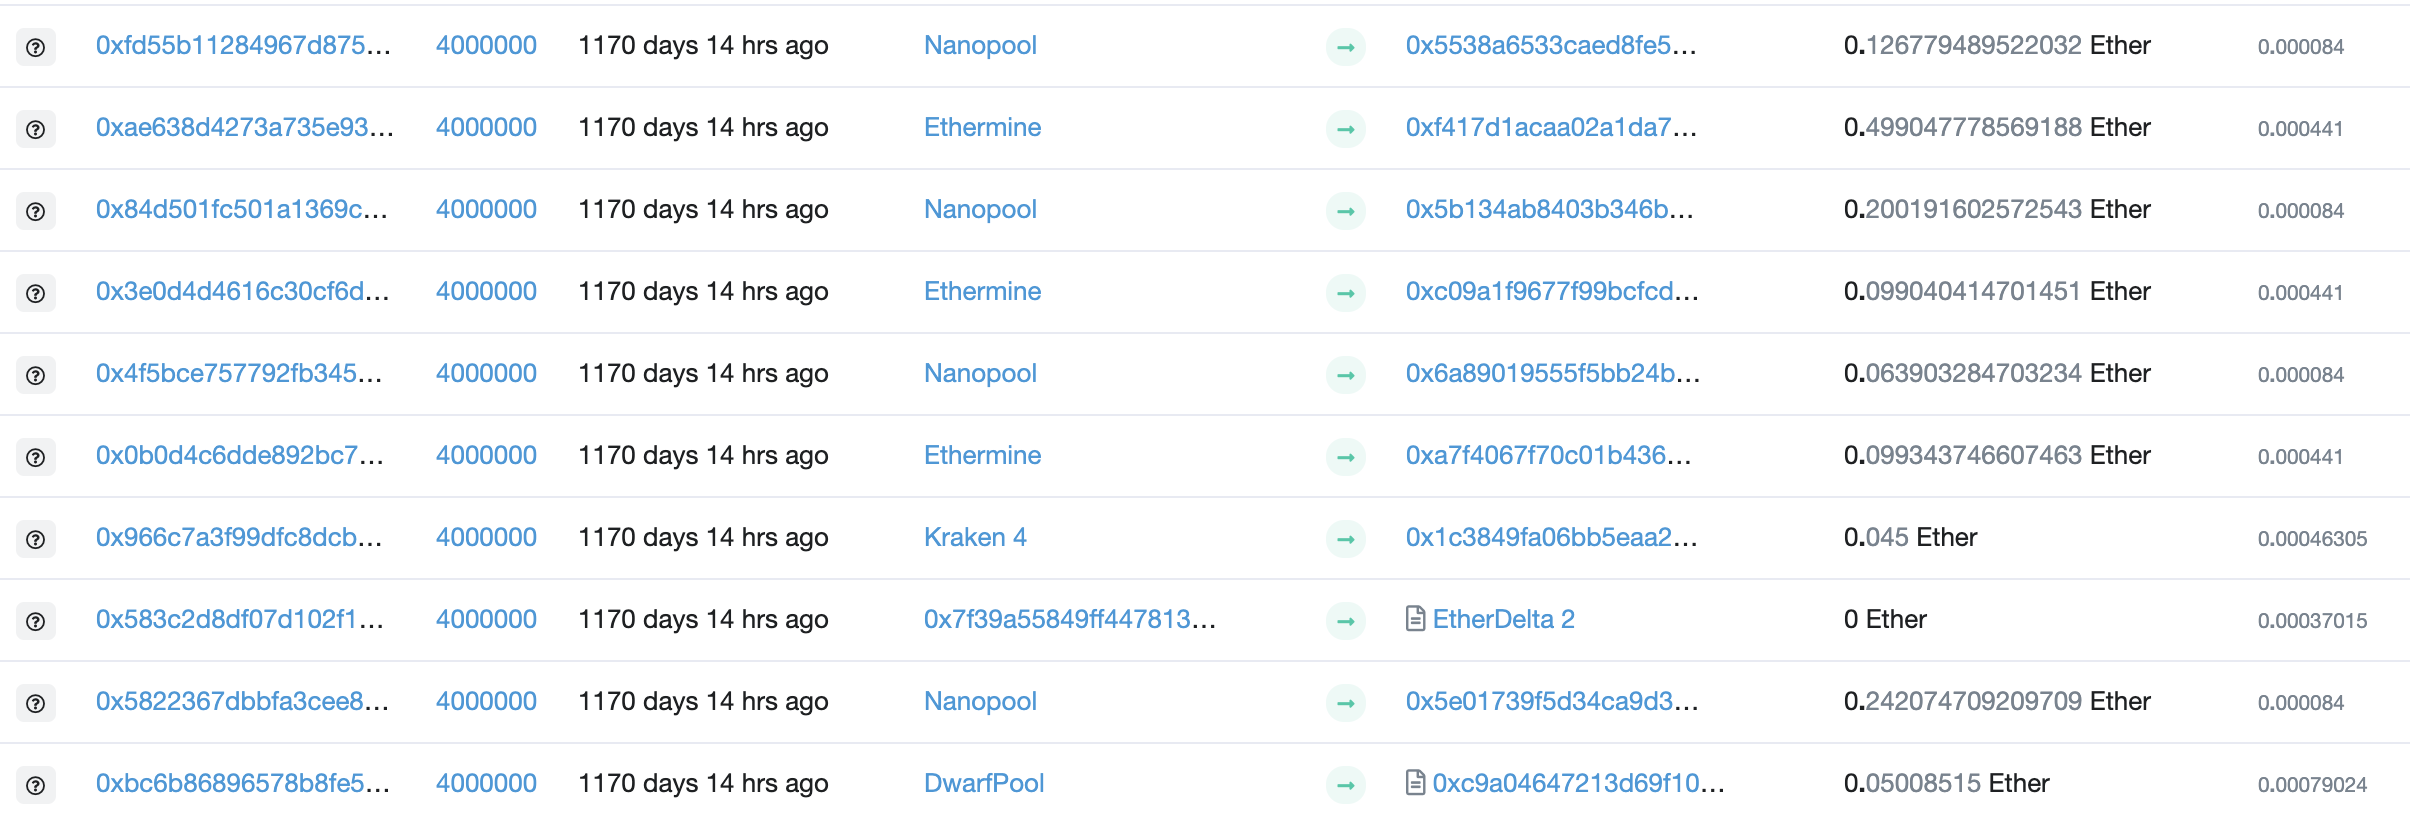 0xfd55b11284967d875... 4000000 1170 days 14 hrs ago Nanopool → 0x5538a6533caed8fe5... 0.126779489522032 Ether 0.000084
0xae638d4273a735e93... 4000000 1170 days 14 hrs ago Ethermine → 0xf417d1acaa02a1da7... 0.499047778569188 Ether 0.000441
0x84d501fc501a1369c... 4000000 1170 days 14 hrs ago Nanopool → 0x5b134ab8403b346b... 0.200191602572543 Ether 0.000084
0x3e0d4d4616c30cf6d... 4000000 1170 days 14 hrs ago Ethermine → 0xc09a1f9677f99bcfcd... 0.099040414701451 Ether 0.000441
0x4f5bce757792fb345... 4000000 1170 days 14 hrs ago Nanopool → 0x6a89019555f5bb24b... 0.063903284703234 Ether 0.000084
0x0b0d4c6dde892bc7... 4000000 1170 days 14 hrs ago Ethermine → 0xa7f4067f70c01b436... 0.099343746607463 Ether 0.000441
0x966c7a3f99dfc8dcb... 4000000 1170 days 14 hrs ago Kraken 4 → 0x1c3849fa06bb5eaa2... 0.045 Ether 0.00046305
0x583c2d8df07d102f1... 4000000 1170 days 14 hrs ago 0x7f39a55849ff447813... → EtherDelta 2 0 Ether 0.00037015
0x5822367dbbfa3cee8... 4000000 1170 days 14 hrs ago Nanopool → 0x5e01739f5d34ca9d3... 0.242074709209709 Ether 0.000084
0xbc6b86896578b8fe5... 4000000 1170 days 14 hrs ago DwarfPool → 0xc9a04647213d69f10... 0.05008515 Ether 0.00079024